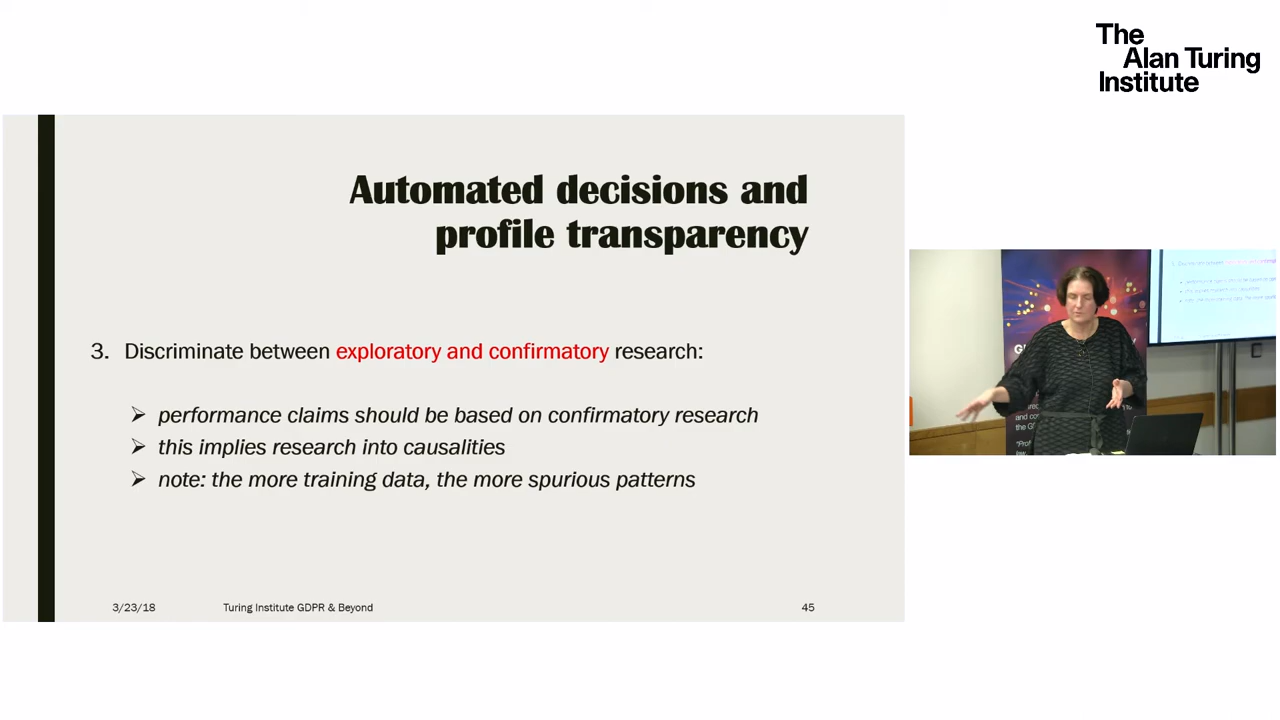 The
Alan Turing
Institute
Automated decisions and
profile transparency
3. Discriminate between exploratory and confirmatory research:
➢ performance claims should be based on confirmatory research
➢ this implies research into causalities
➢ note: the more training data, the more spurious patterns
3/23/18 Turing Institute GDPR & Beyond 45